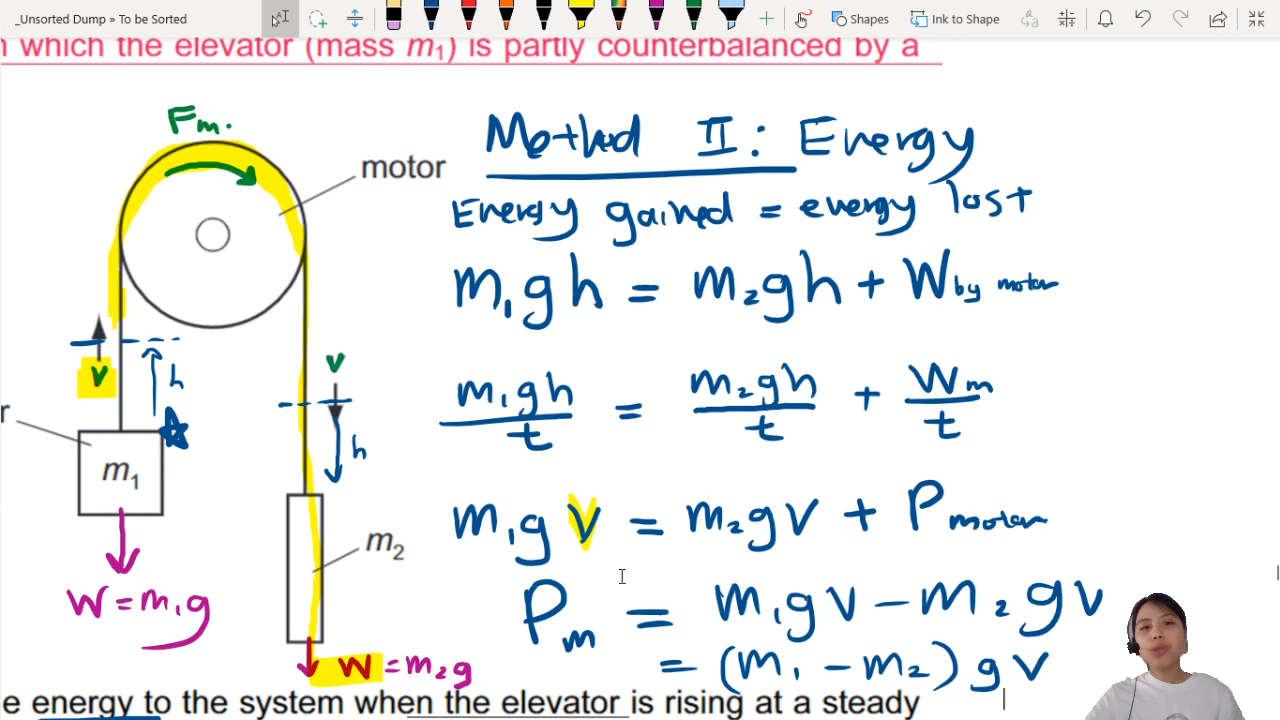 _Unsorted Dump » To be Sorted
Shapes
Ink to Shape
n which the elevator (mass m₁) is partly counterbalanced by a
Fm.
motor
Method II: Energy
Energy gained = energy lost
m₁gh = m₂gh + W by motor
v
h
v
h
m₁gh/t = m₂gh/t + Wm/t
r
m₁
m₂
m₁gv = m₂gv + P motor
W = m₁g
Pm = m₁gv - m₂gv
= (m₁ - m₂)gv
W = m₂g
e energy to the system when the elevator is rising at a steady